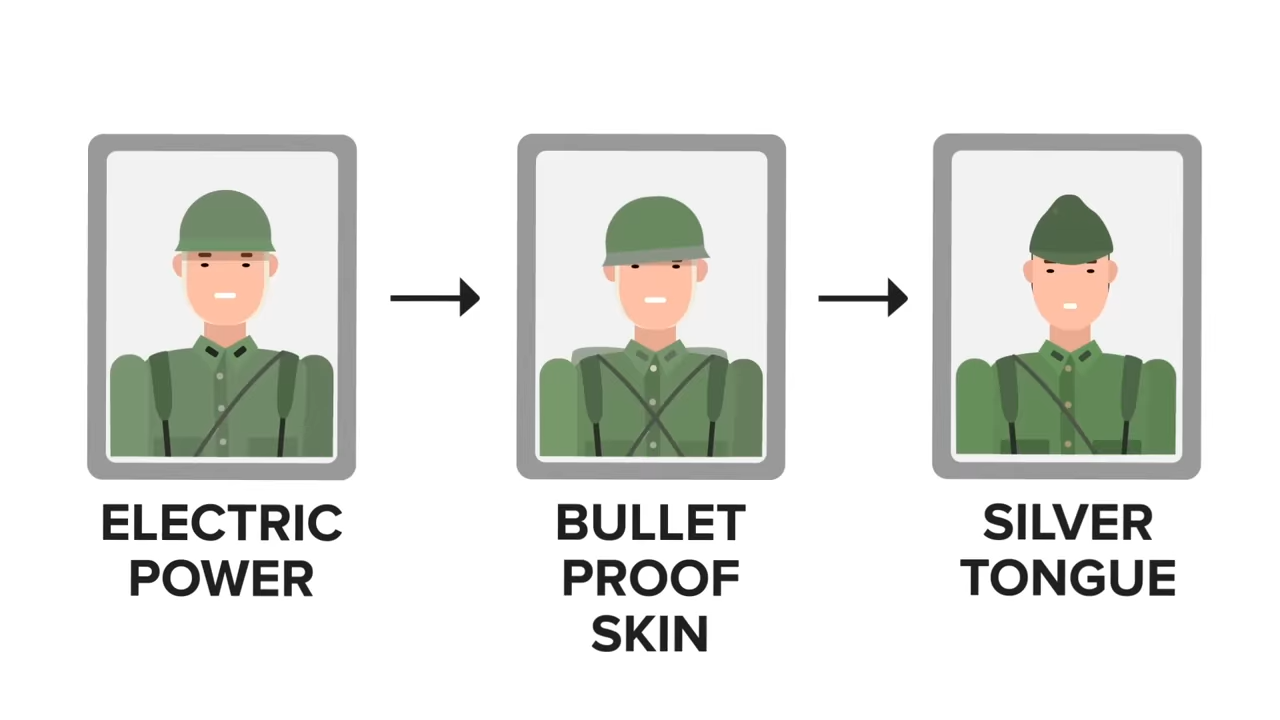 ELECTRIC
POWER
BULLET
PROOF
SKIN
SILVER
TONGUE